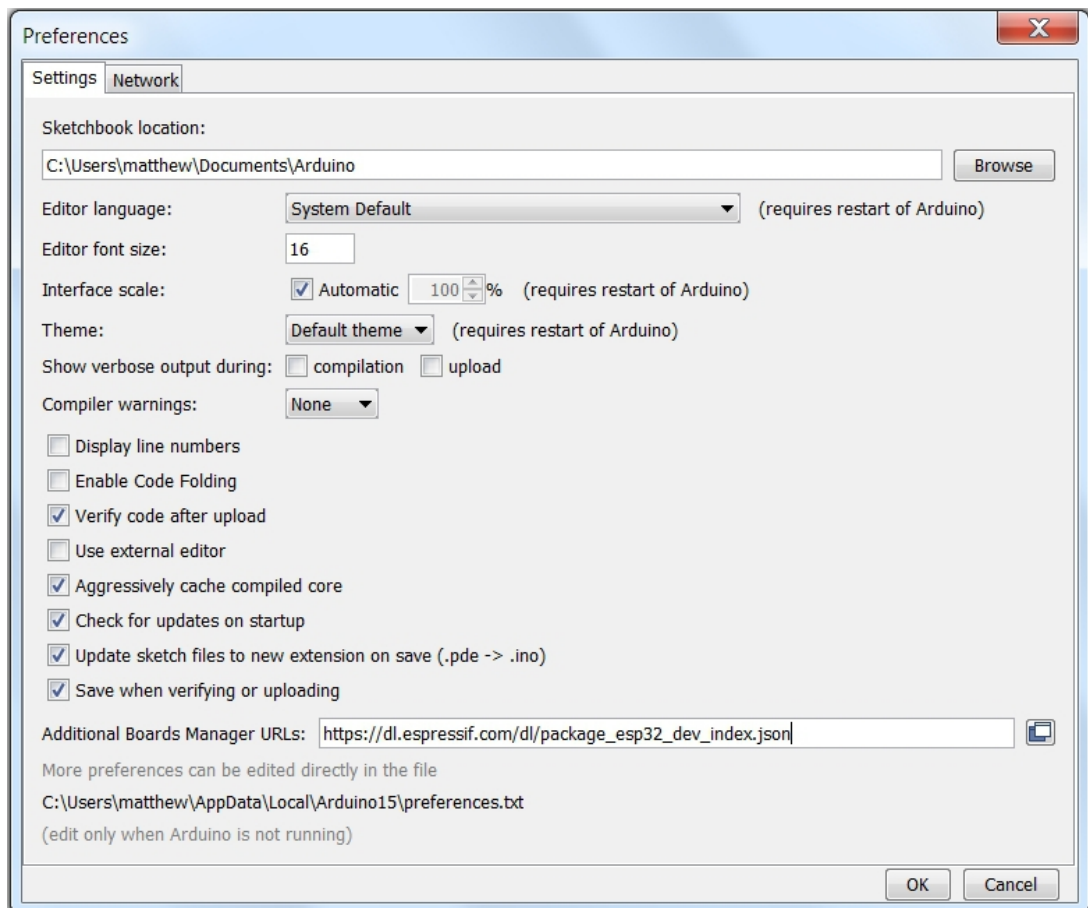 Preferences
Settings Network
Sketchbook location:
C:\Users\matthew\Documents\Arduino Browse
Editor language: System Default (requires restart of Arduino)
Editor font size: 16
Interface scale: Automatic 100 % (requires restart of Arduino)
Theme: Default theme (requires restart of Arduino)
Show verbose output during: compilation upload
Compiler warnings: None
Display line numbers
Enable Code Folding
Verify code after upload
Use external editor
Aggressively cache compiled core
Check for updates on startup
Update sketch files to new extension on save (.pde -> .ino)
Save when verifying or uploading
Additional Boards Manager URLs: https://dl.espressif.com/dl/package_esp32_dev_index.json
More preferences can be edited directly in the file
C:\Users\matthew\AppData\Local\Arduino15\preferences.txt
(edit only when Arduino is not running)
OK Cancel